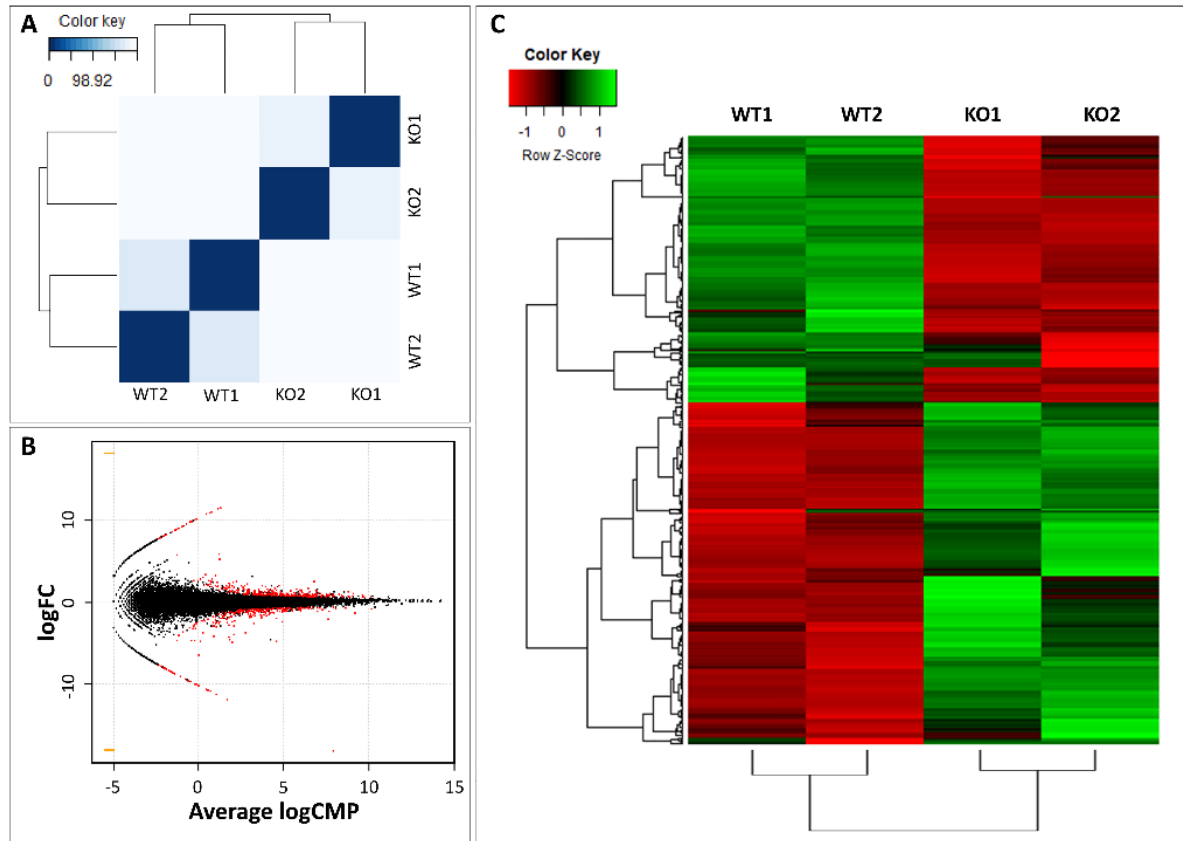 A
Color key
0 98.92
KO1
KO2
WT1
WT2
WT2 WT1 KO2 KO1
B
logFC
10
0
-10
-5 0 5 10 15
Average logCMP
C
Color Key
-1 0 1
Row Z-Score
WT1 WT2 KO1 KO2